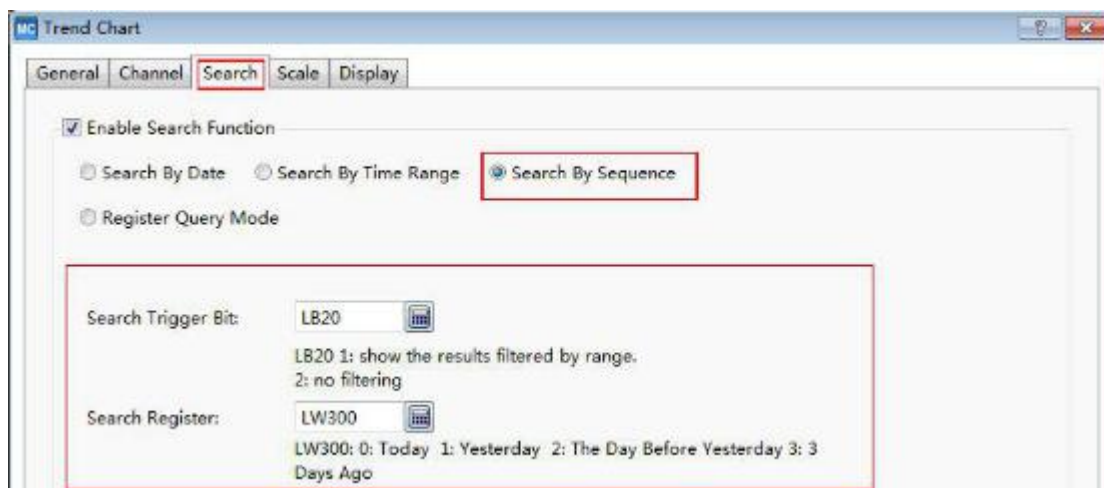 MC Trend Chart
General Channel Search Scale Display
Enable Search Function
Search By Date Search By Time Range Search By Sequence
Register Query Mode
Search Trigger Bit: LB20
LB20 1: show the results filtered by range.
2: no filtering
Search Register: LW300
LW300: 0: Today 1: Yesterday 2: The Day Before Yesterday 3: 3
Days Ago